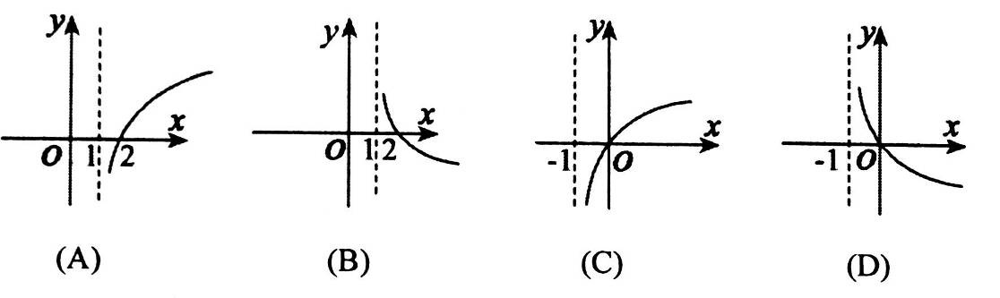 y y y y
x x x x
O 1 2 O 1 2 -1 O -1 O
(A) (B) (C) (D)